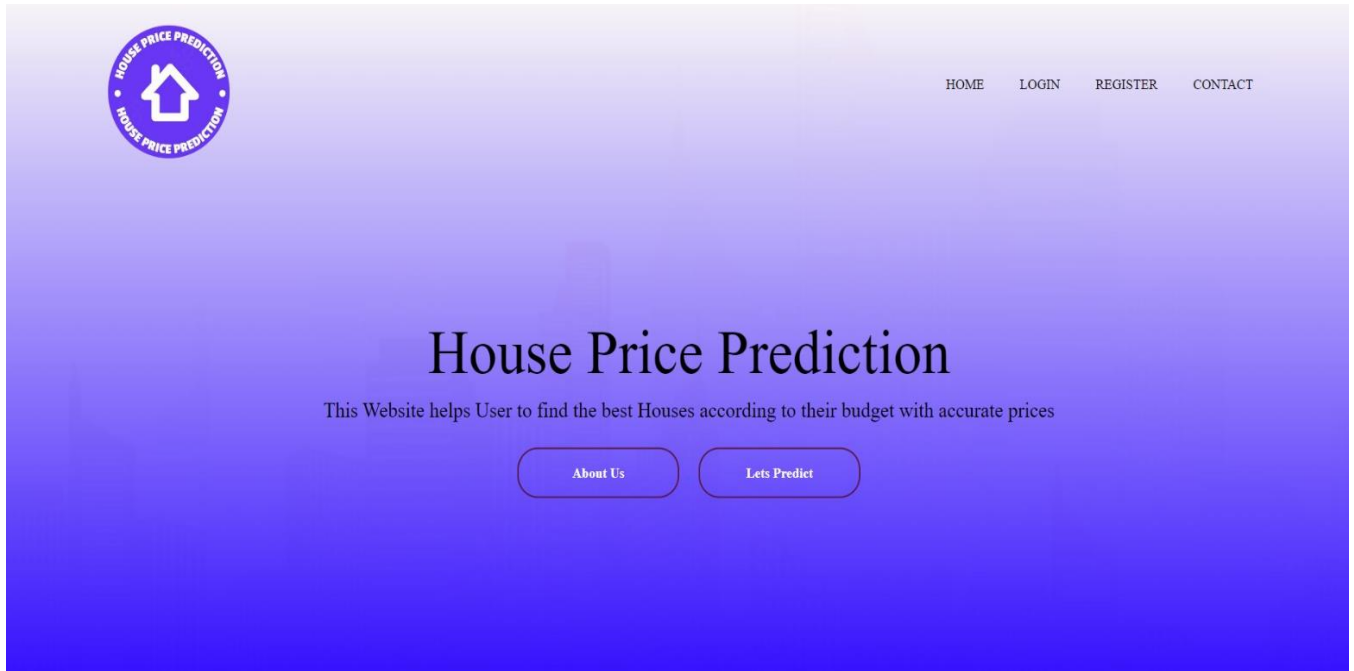 HOUSE PRICE PREDICTION
HOUSE PRICE PREDICTION
HOME LOGIN REGISTER CONTACT
House Price Prediction
This Website helps User to find the best Houses according to their budget with accurate prices
About Us Lets Predict